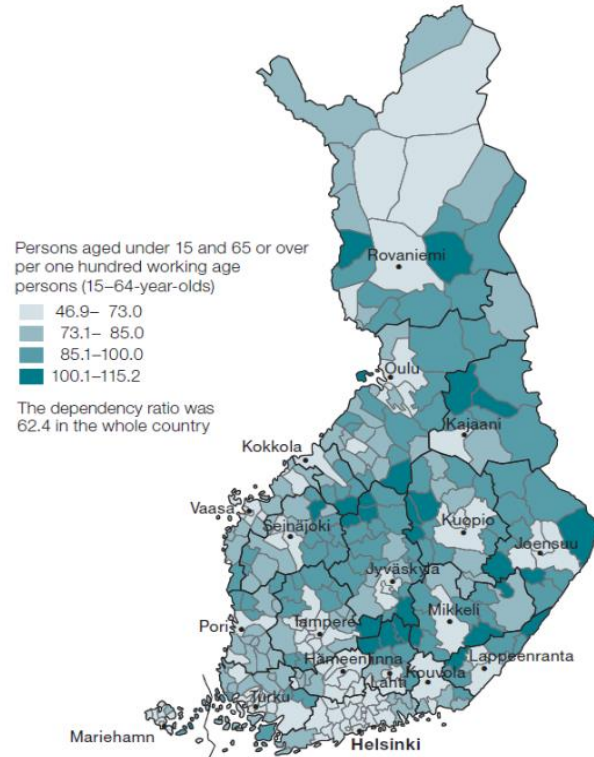 Persons aged under 15 and 65 or over
per one hundred working age
persons (15–64-year-olds)
46.9– 73.0
73.1– 85.0
85.1–100.0
100.1–115.2
The dependency ratio was
62.4 in the whole country
Rovaniemi
Oulu
Kajaani
Kokkola
Vaasa
Seinäjoki
Kuopio
Joensuu
Jyväskylä
Mikkeli
Pori
Tampere
Hämeenlinna
Lahti
Kouvola
Lappeenranta
Turku
Mariehamn
Helsinki